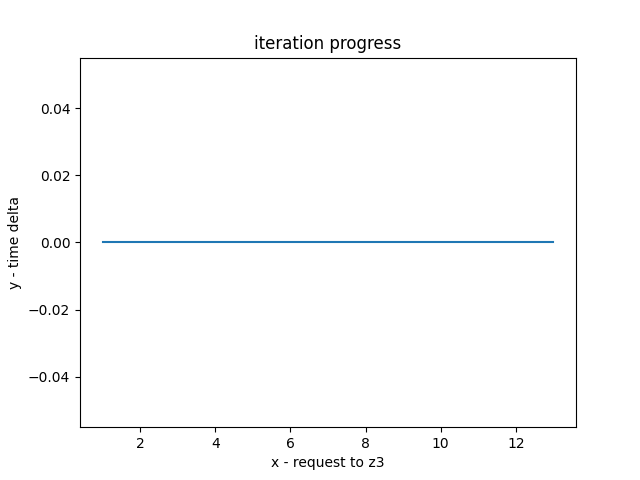 iteration progress
0.04
0.02
0.00
−0.02
−0.04
y - time delta
2 4 6 8 10 12
x - request to z3